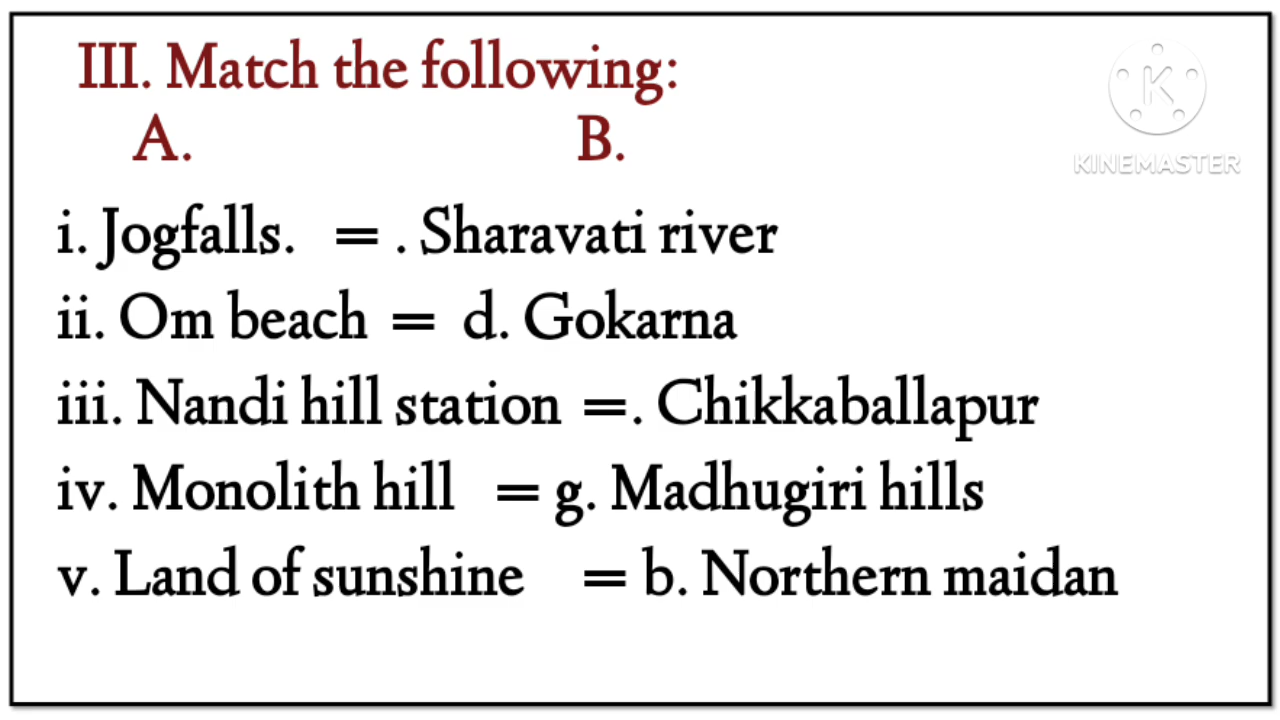 III. Match the following:
A. B.
K
KINEMASTER
i. Jogfalls. = . Sharavati river
ii. Om beach = d. Gokarna
iii. Nandi hill station =. Chikkaballapur
iv. Monolith hill = g. Madhugiri hills
v. Land of sunshine = b. Northern maidan